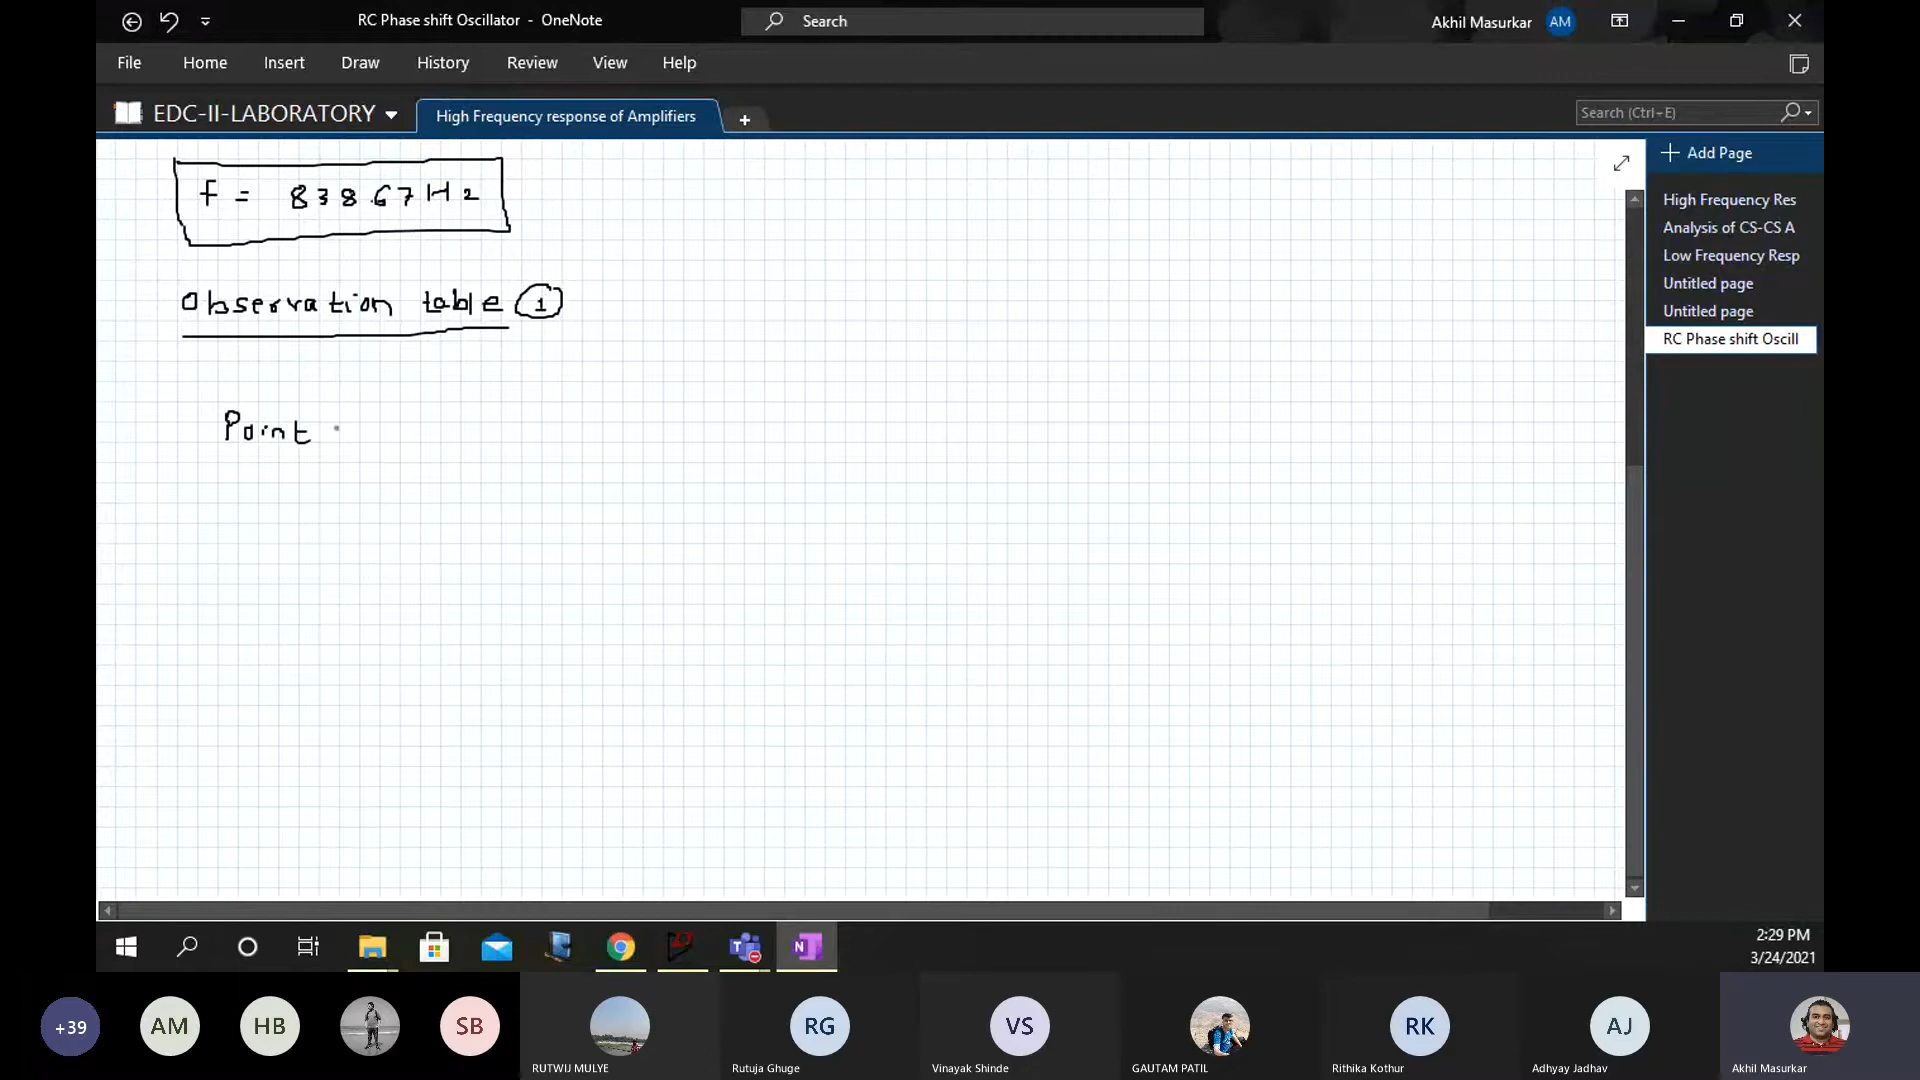 RC Phase shift Oscillator - OneNote
Search
Akhil Masurkar AM
File Home Insert Draw History Review View Help
EDC-II-LABORATORY
High Frequency response of Amplifiers
Search (Ctrl+E)
Add Page
High Frequency Res
Analysis of CS-CS A
Low Frequency Resp
Untitled page
Untitled page
RC Phase shift Oscill
f = 838.67Hz
Observation table 1
Point
2:29 PM
3/24/2021
+39
AM
HB
SB
RUTWIJ MULYE
RG
Rutuja Ghuge
VS
Vinayak Shinde
GAUTAM PATIL
RK
Rithika Kothur
AJ
Adhyay Jadhav
Akhil Masurkar